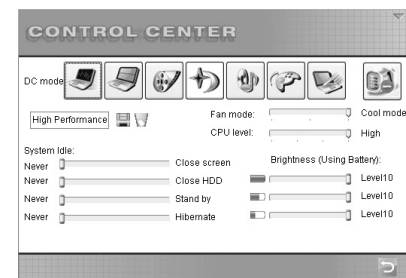 CONTROL CENTER
DC mode
High Performance
Fan mode: Cool mode
CPU level: High
System Idle:
Never Close screen
Never Close HDD
Never Stand by
Never Hibernate
Brightness (Using Battery):
Level10
Level10
Level10